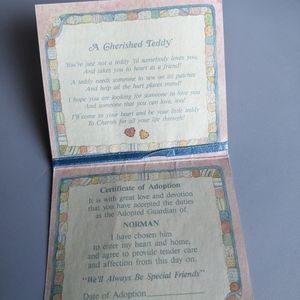 A Cherished Teddy
You're just not a teddy 'til somebody loves you,
And takes you to heart as a friend!
A teddy needs someone to sew on its patches
And help all the hurt places mend!
I hope you are looking for someone to love you
And someone that you can love, too!
I'll come to your heart and be your little teddy
To Cherish for all your life through!
Certificate of Adoption
It is with great love and devotion
that you have accepted the duties
as the Adopted Guardian of
NORMAN
I have chosen him
to enter my heart and home,
and agree to provide tender care
and affection from this day on.
"We'll Always Be Special Friends"
Date of Adoption